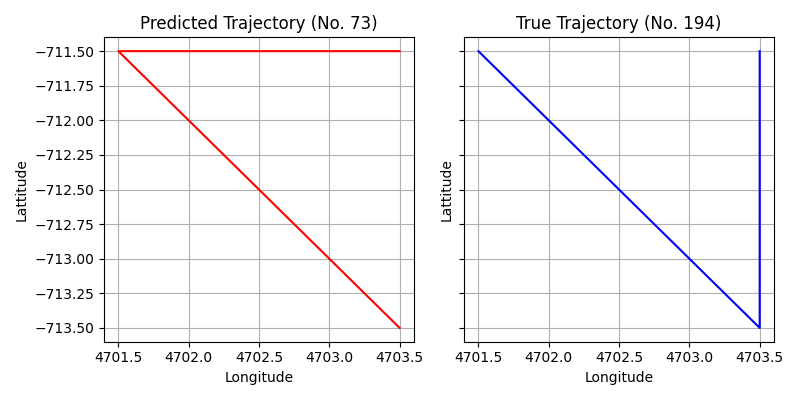 Predicted Trajectory (No. 73)
True Trajectory (No. 194)
Lattitude
−711.50
−711.75
−712.00
−712.25
−712.50
−712.75
−713.00
−713.25
−713.50
4701.5 4702.0 4702.5 4703.0 4703.5
Longitude
Lattitude
4701.5 4702.0 4702.5 4703.0 4703.5
Longitude